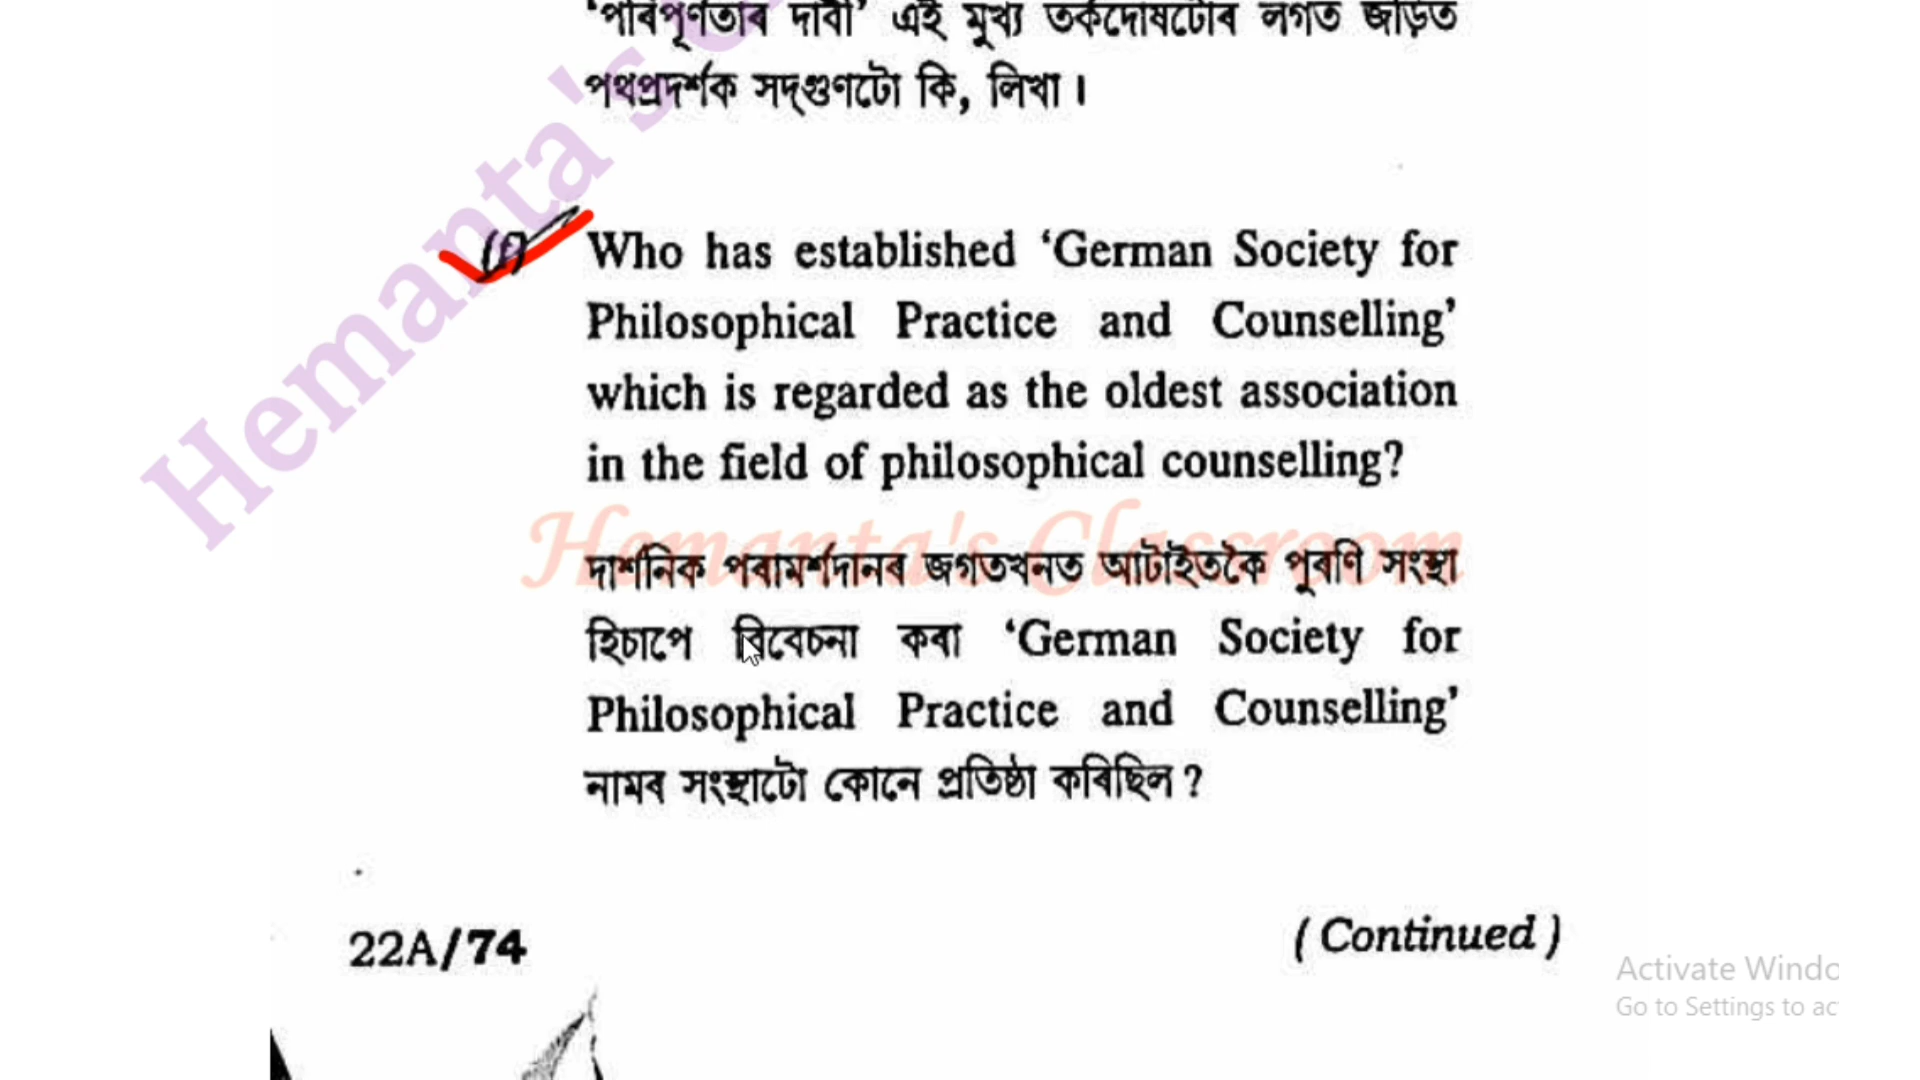 ‘পৰিপূৰ্ণতাৰ দাবী’ এই মুখ্য তৰ্কদোষটোৰ লগত জড়িত
পথপ্ৰদৰ্শক সদ্‌গুণটো কি, লিখা ।
(f) Who has established ‘German Society for
Philosophical Practice and Counselling’
which is regarded as the oldest association
in the field of philosophical counselling?
Hemanta's Classroom
দাৰ্শনিক পৰামৰ্শদানৰ জগতখনত আটাইতকৈ পুৰণি সংস্থা
হিচাপে বিবেচনা কৰা ‘German Society for
Philosophical Practice and Counselling’
নামৰ সংস্থাটো কোনে প্ৰতিষ্ঠা কৰিছিল ?
22A/74
( Continued )
Hemanta's
Activate Windo
Go to Settings to ac